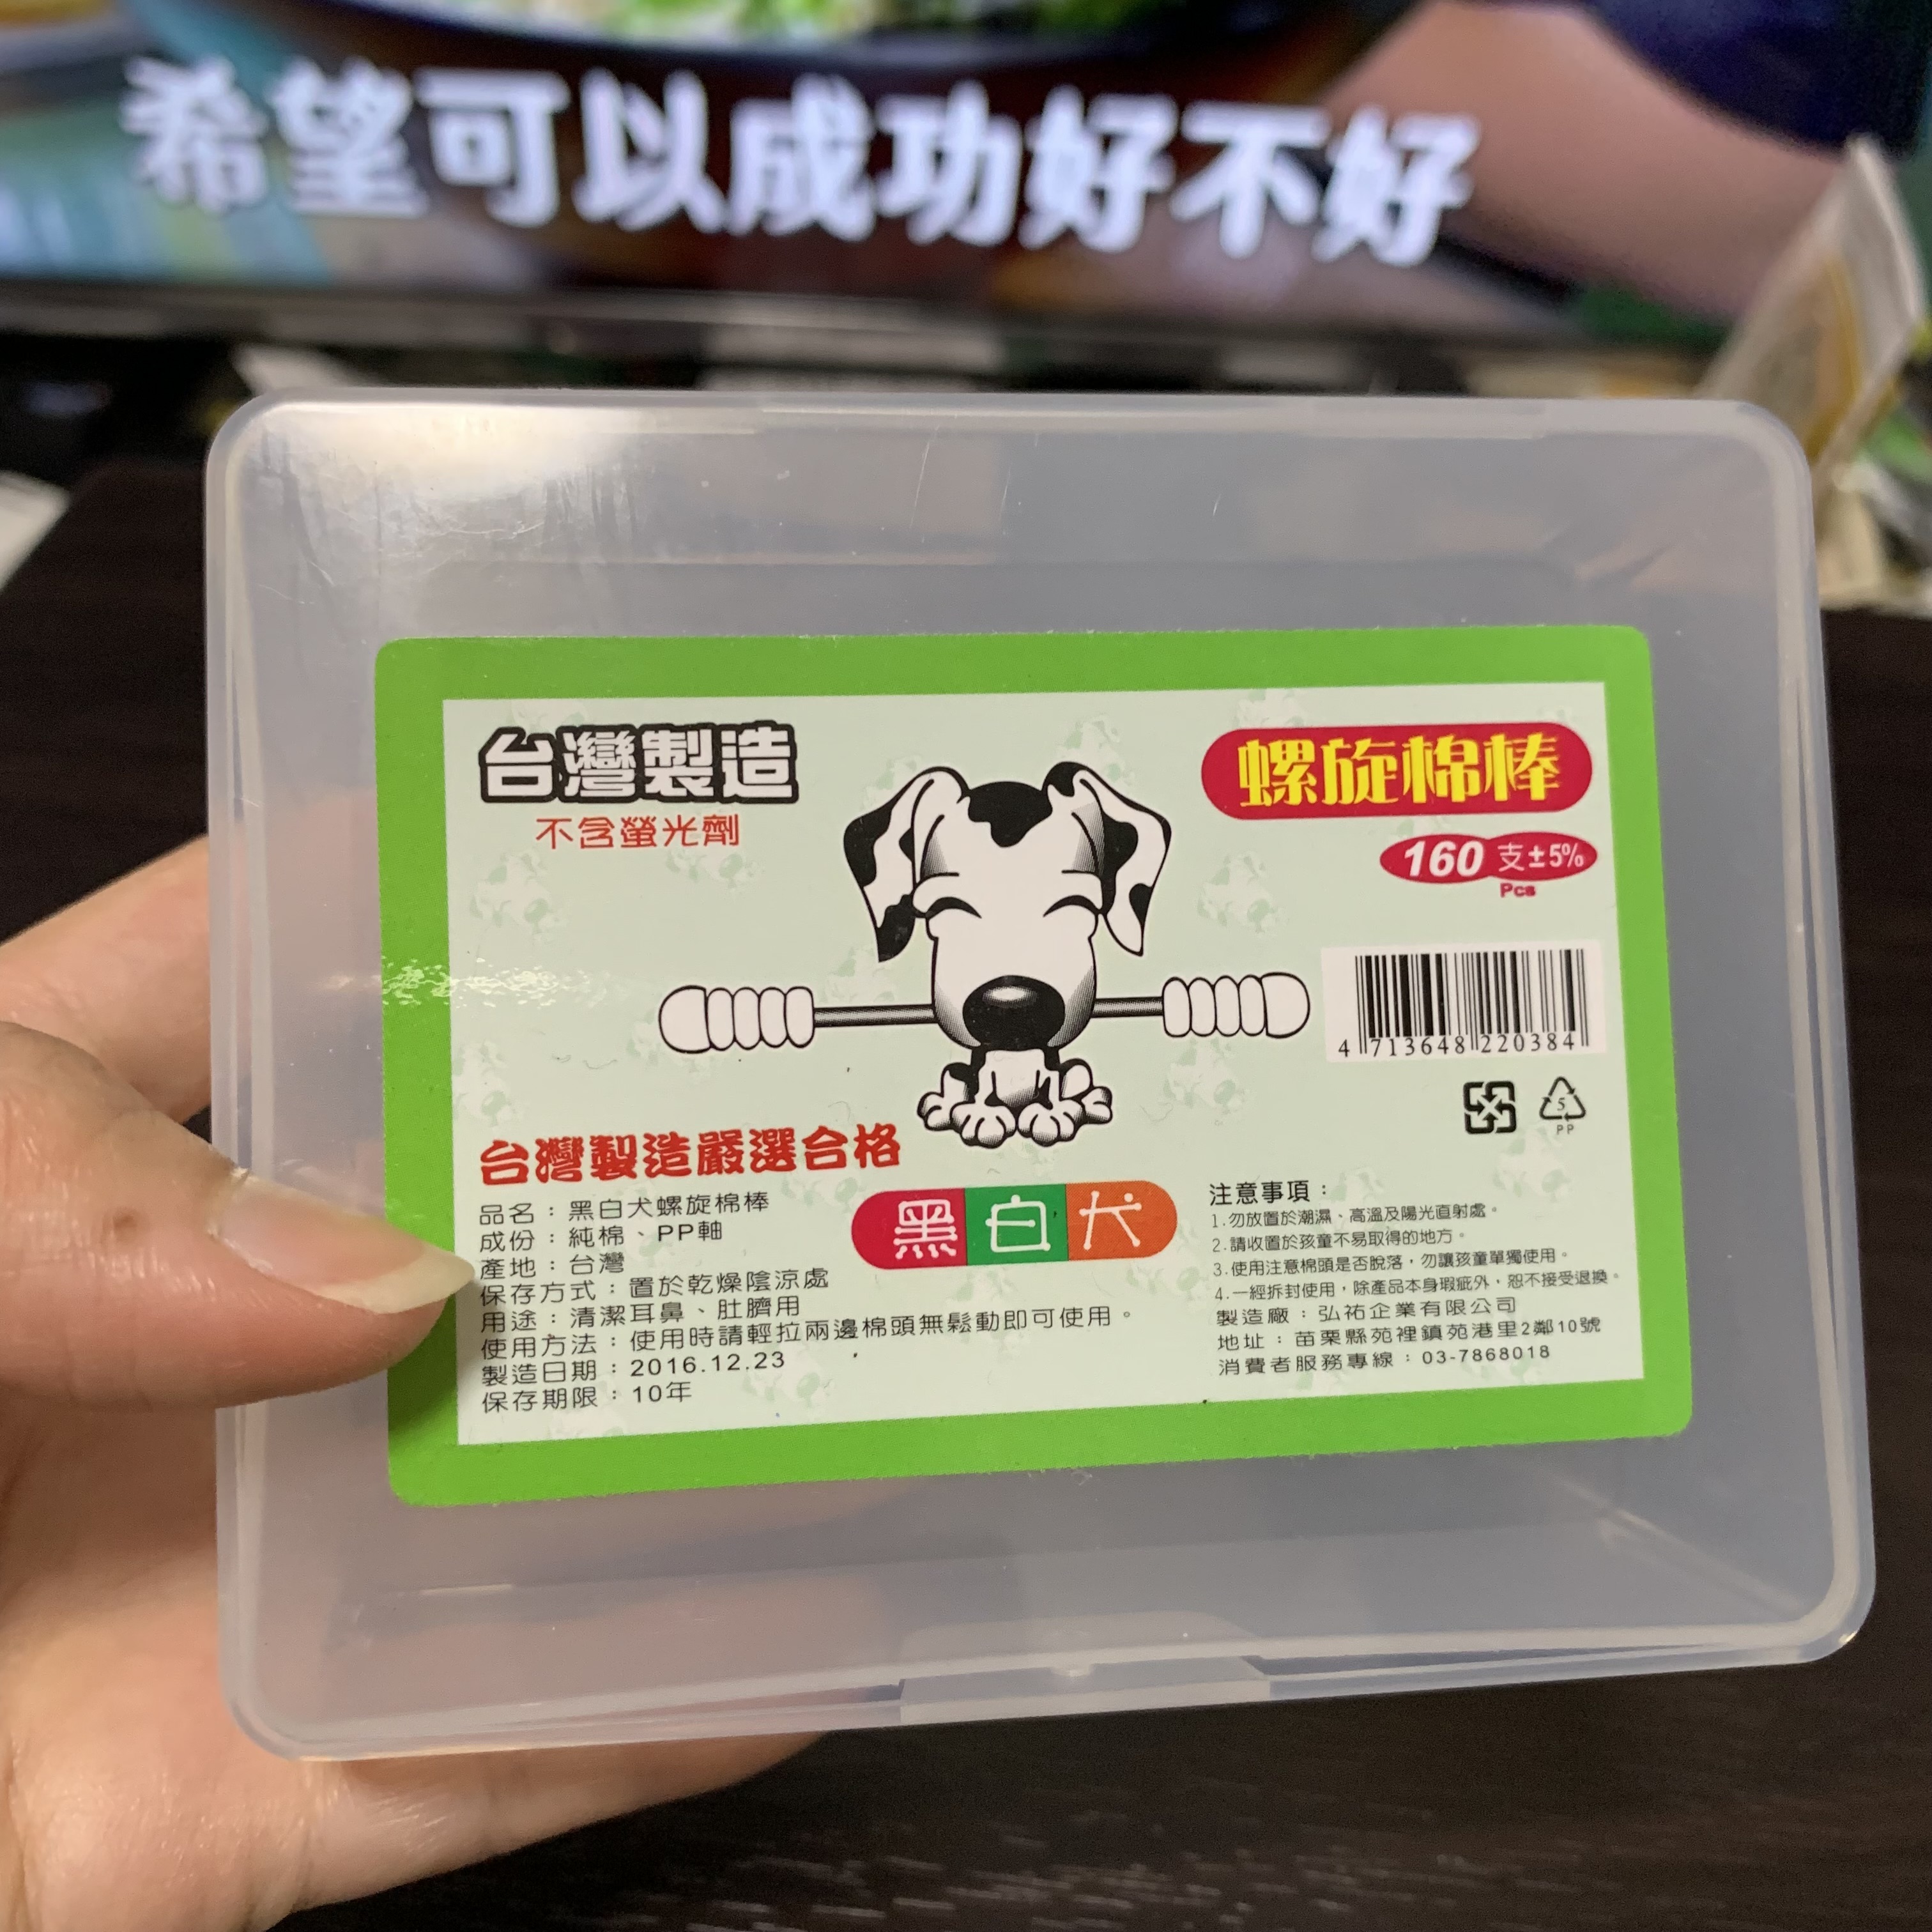 希望可以成功好不好
台灣製造
不含螢光劑
螺旋棉棒
160支±5%
Pcs
4 713648 220384
5
PP
台灣製造嚴選合格
黑白犬
品名：黑白犬螺旋棉棒
成份：純棉、PP軸
產地：台灣
保存方式：置於乾燥陰涼處
用途：清潔耳鼻、肚臍用
使用方法：使用時請輕拉兩邊棉頭無鬆動即可使用。
製造日期：2016.12.23
保存期限：10年
注意事項：
1.勿放置於潮濕、高溫及陽光直射處。
2.請收置於孩童不易取得的地方。
3.使用注意棉頭是否脫落，勿讓孩童單獨使用。
4.一經拆封使用，除產品本身瑕疵外，恕不接受退換。
製造廠：弘祐企業有限公司
地址：苗栗縣苑裡鎮苑港里2鄰10號
消費者服務專線：03-7868018